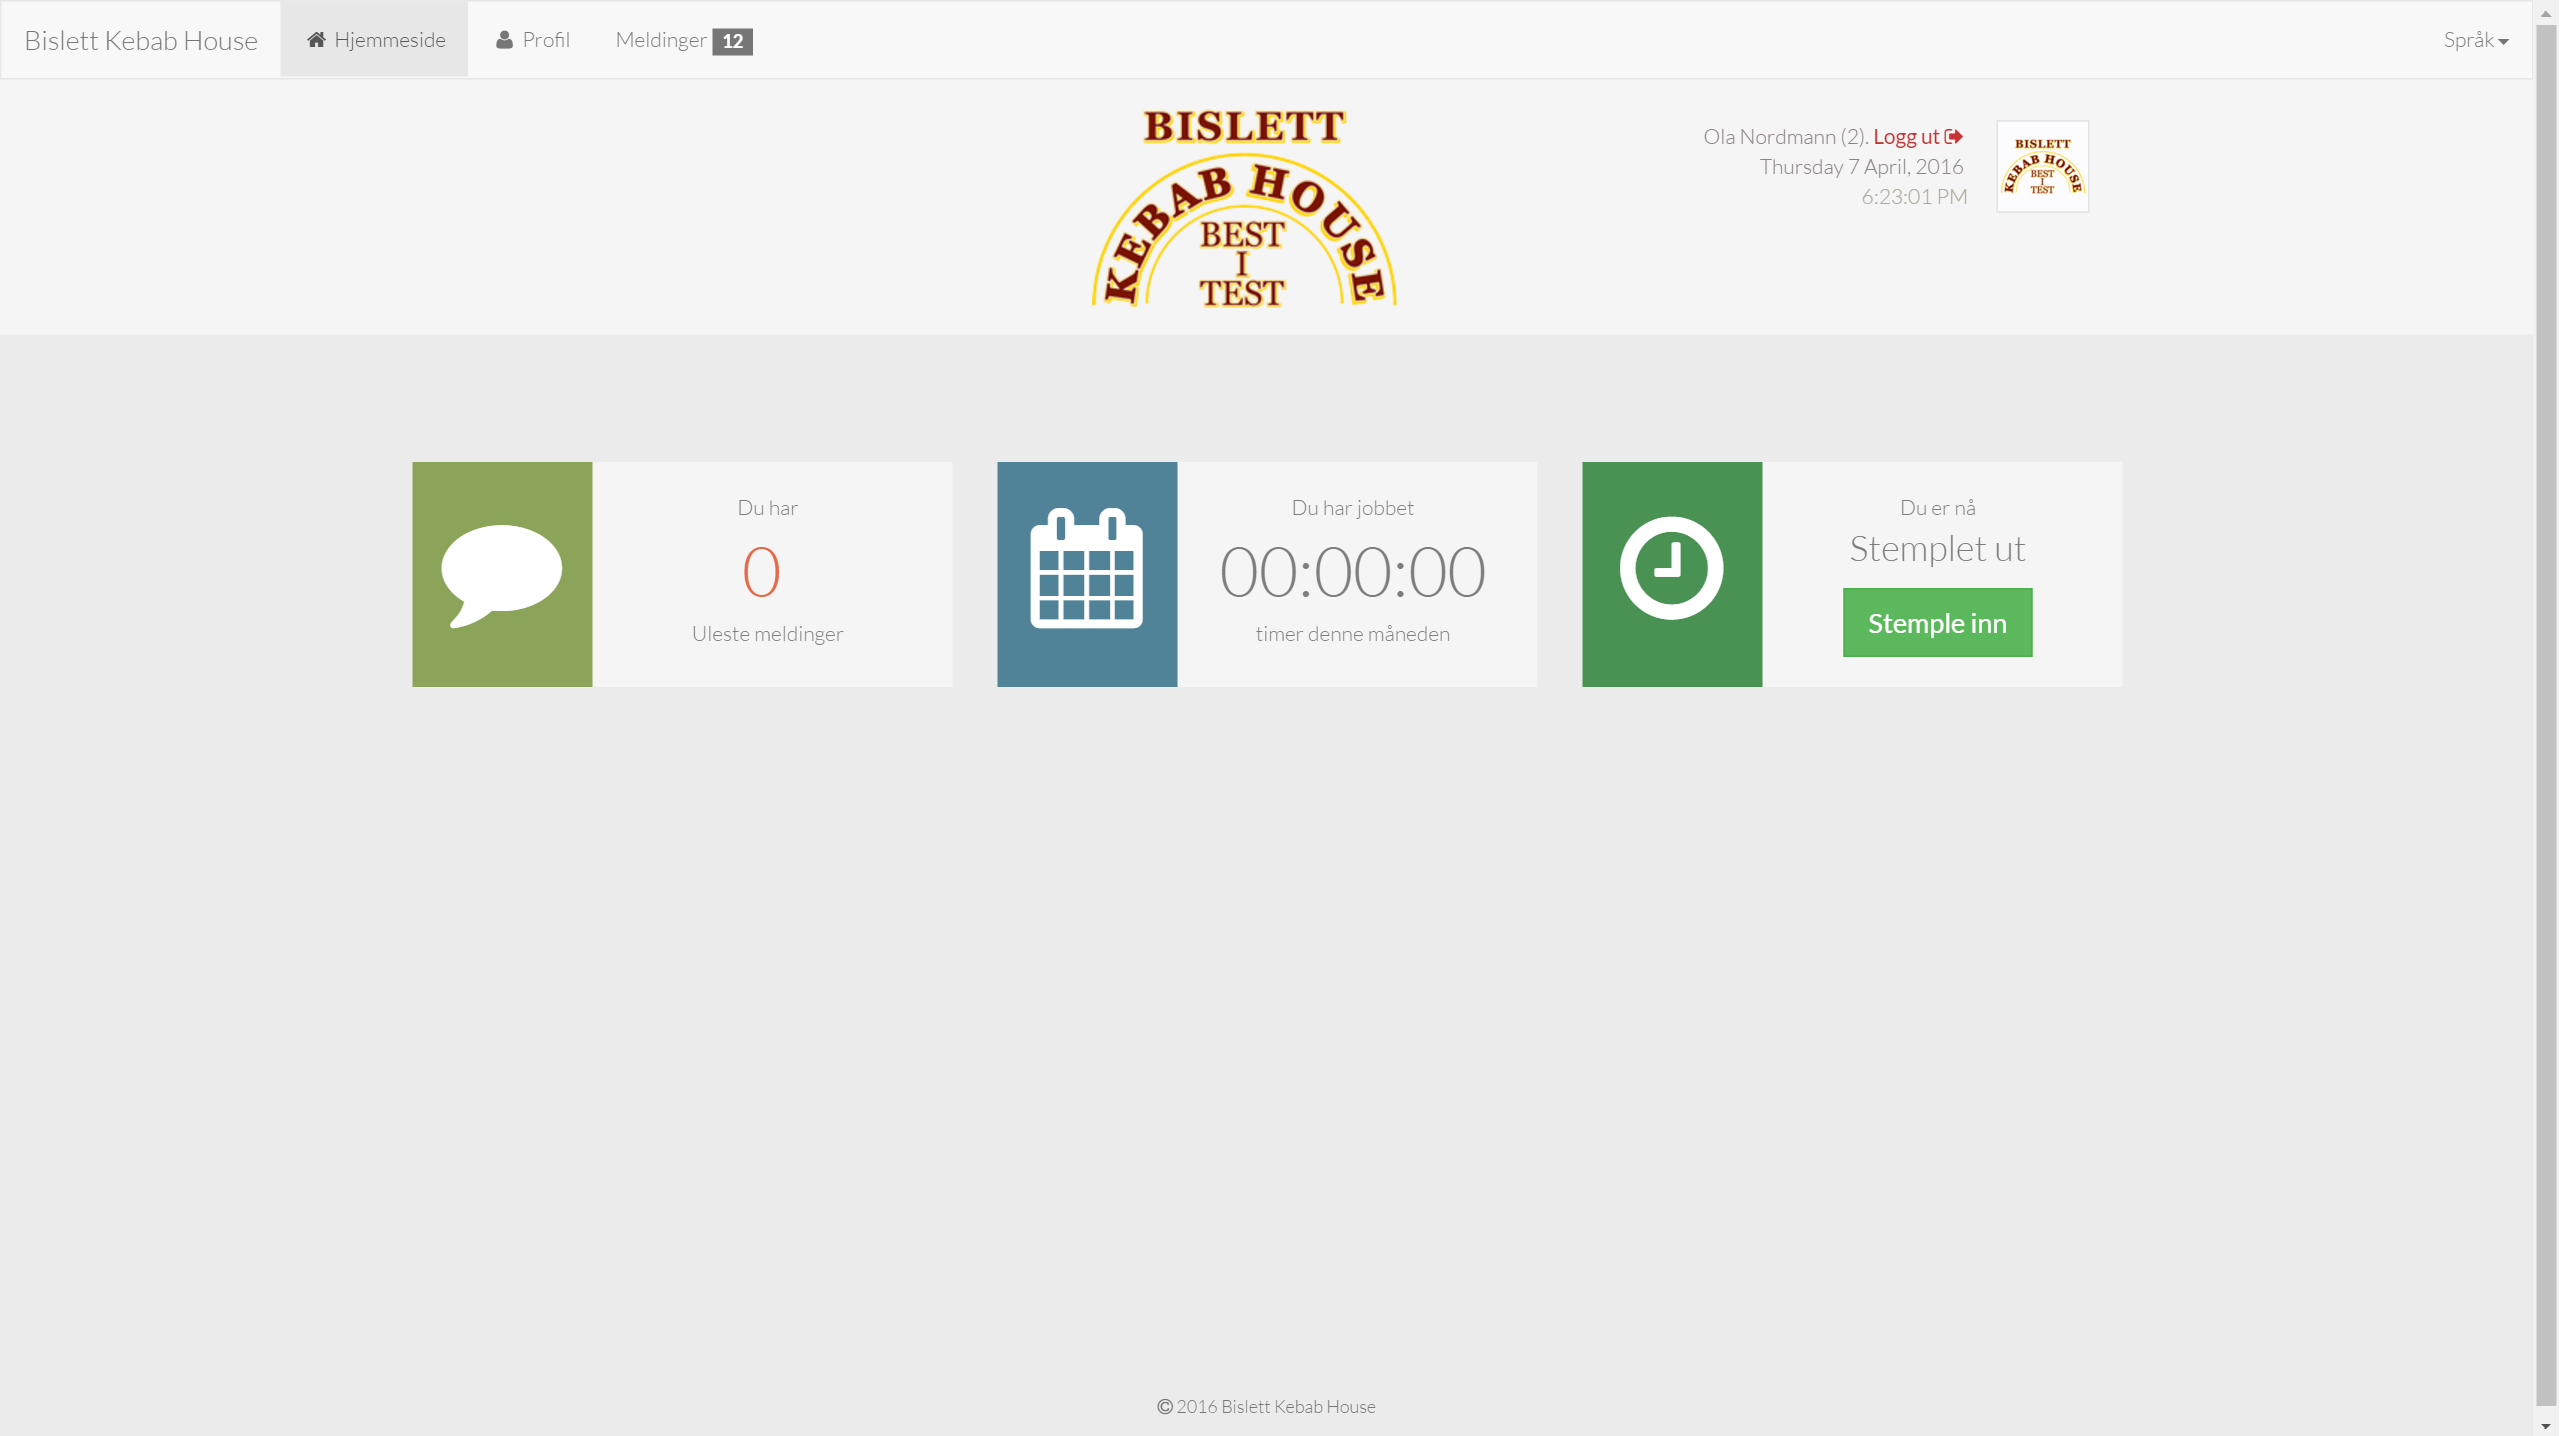 Bislett Kebab House Hjemmeside Profil Meldinger 12 Språk
BISLETT
KEBAB HOUSE
BEST
I
TEST
Ola Nordmann (2). Logg ut
Thursday 7 April, 2016
6:23:01 PM
BISLETT
KEBAB HOUSE
BEST
I
TEST
Du har
0
Uleste meldinger
Du har jobbet
00:00:00
timer denne måneden
Du er nå
Stemplet ut
Stemple inn
© 2016 Bislett Kebab House